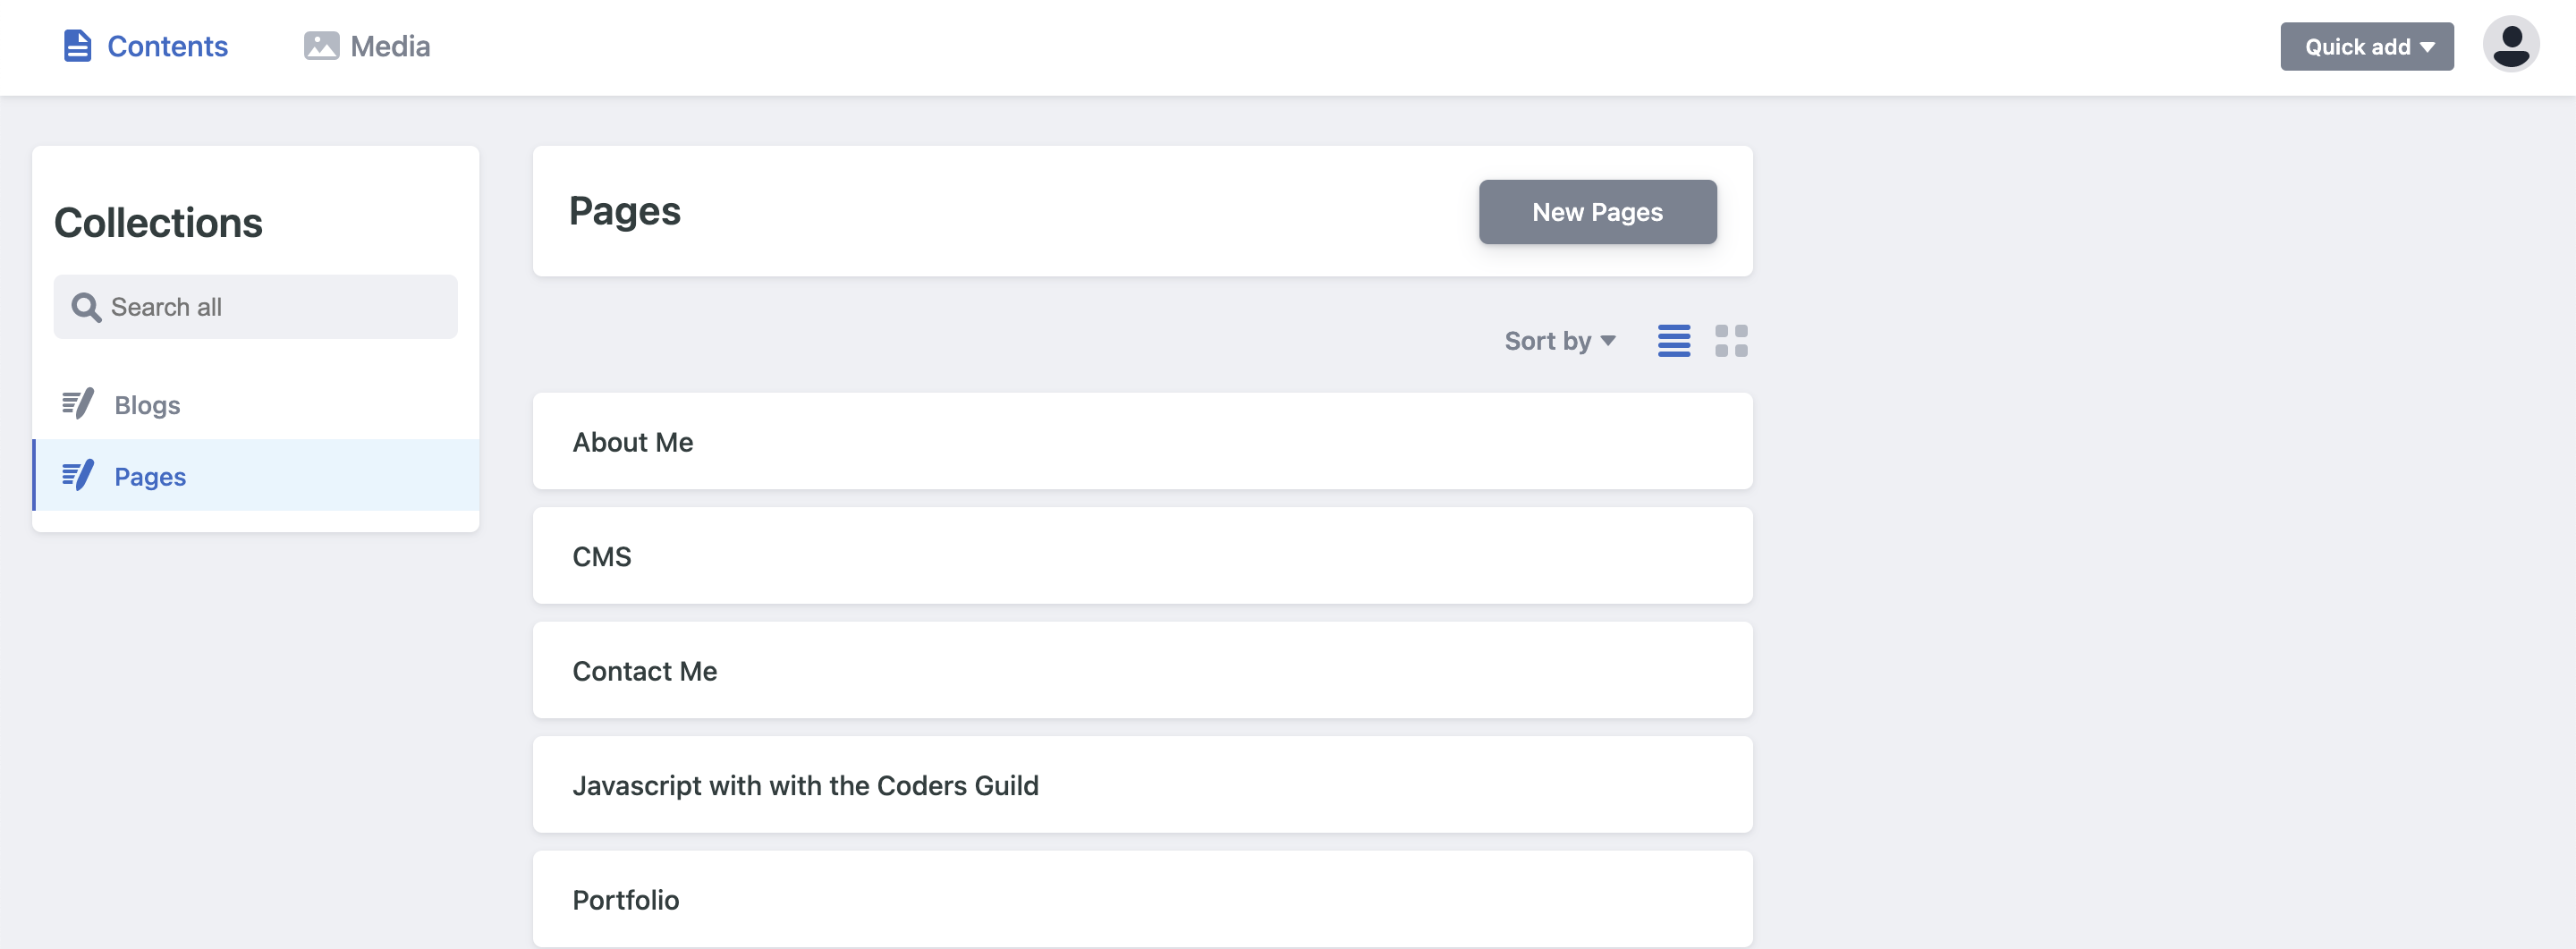 Contents
Media
Quick add
Collections
Search all
Blogs
Pages
Pages
New Pages
Sort by
About Me
CMS
Contact Me
Javascript with with the Coders Guild
Portfolio